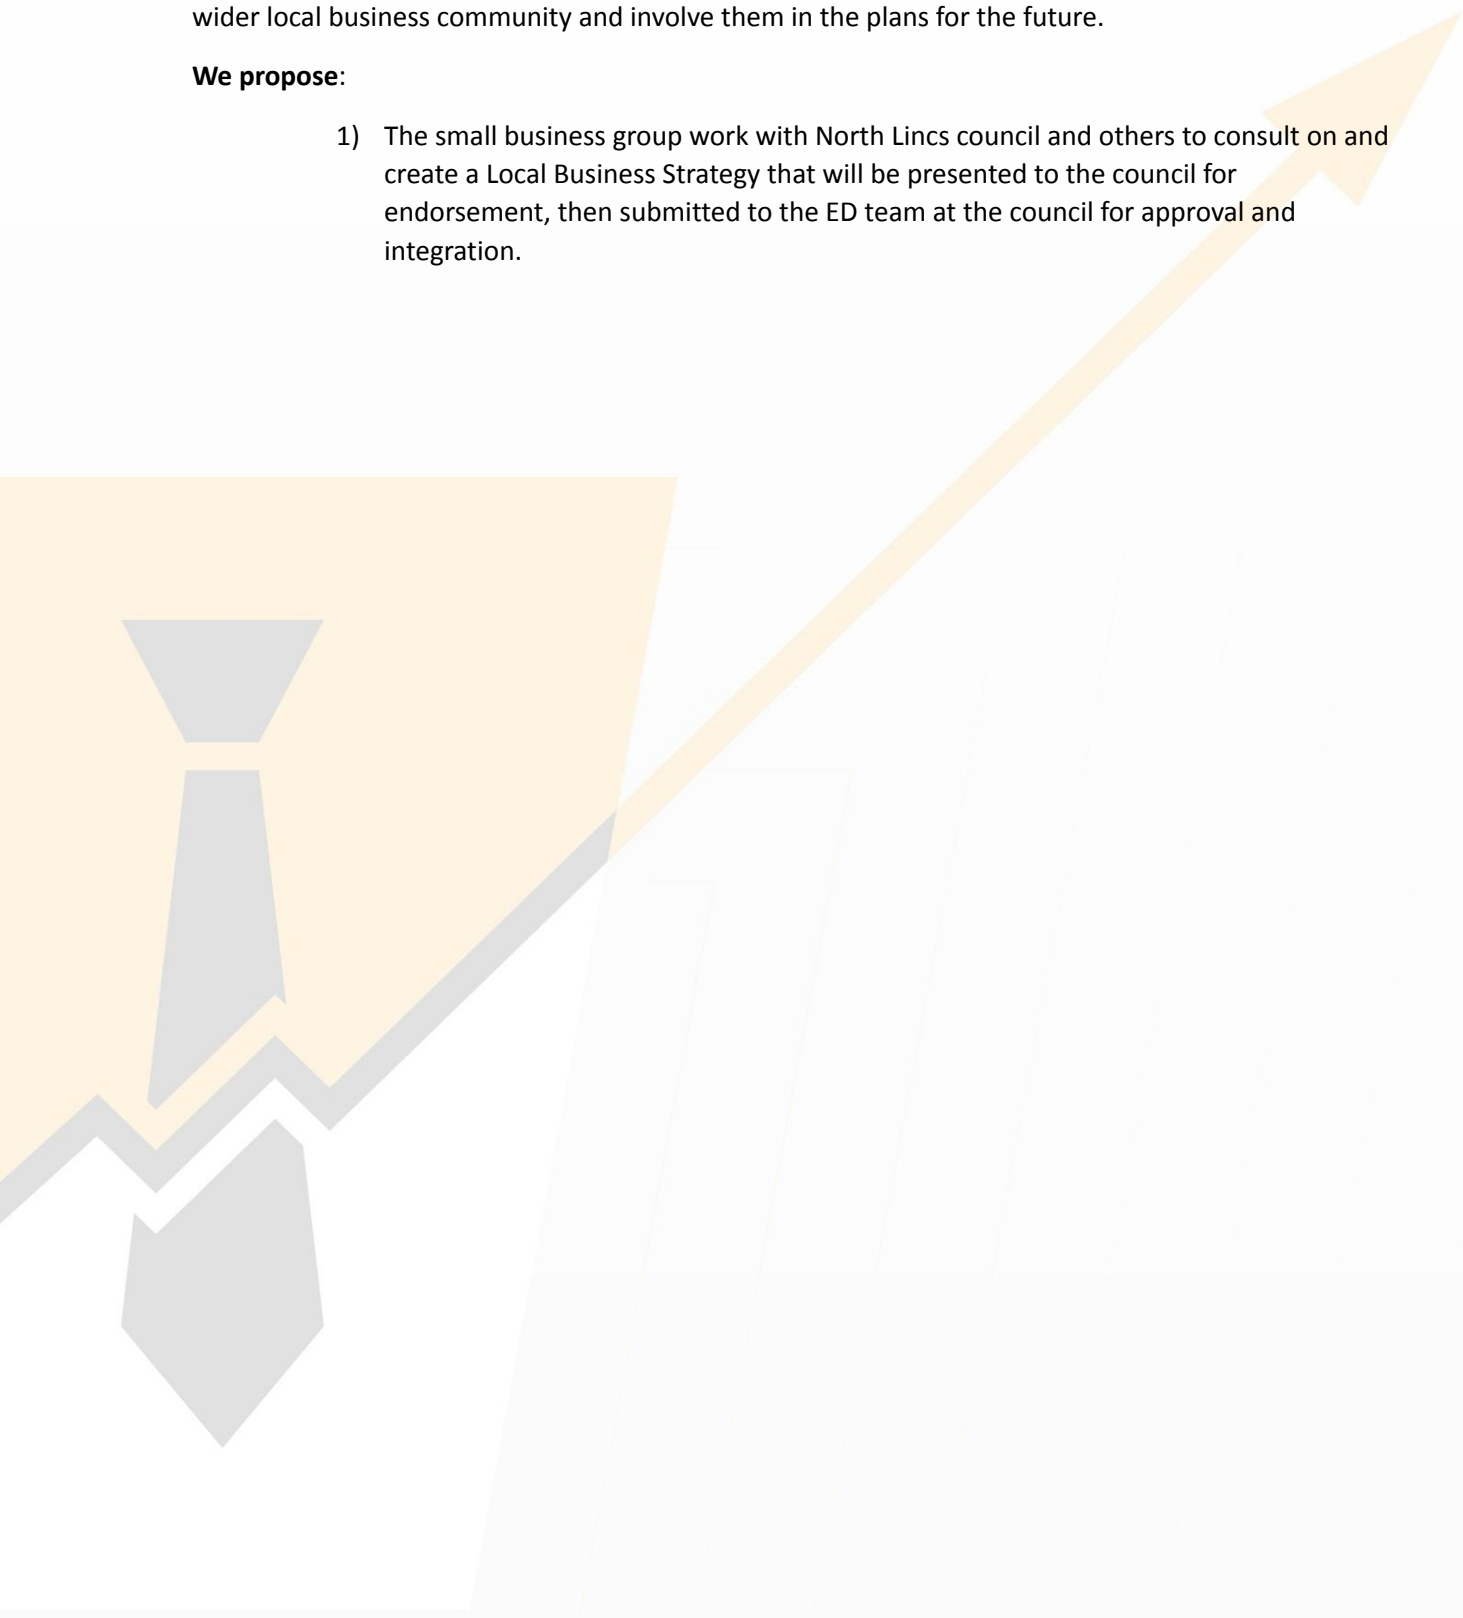 wider local business community and involve them in the plans for the future.
We propose:
1) The small business group work with North Lincs council and others to consult on and
create a Local Business Strategy that will be presented to the council for
endorsement, then submitted to the ED team at the council for approval and
integration.